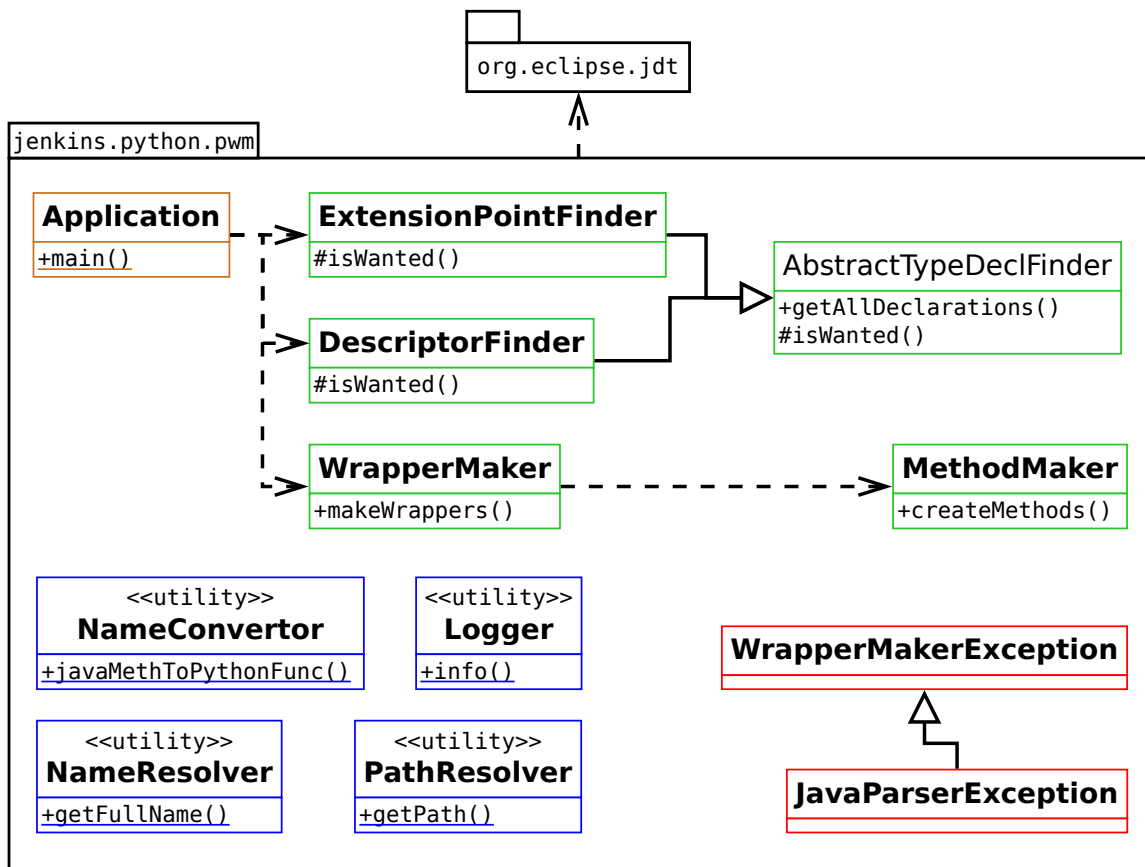 org.eclipse.jdt
jenkins.python.pwm
Application
+main()
ExtensionPointFinder
#isWanted()
AbstractTypeDeclFinder
+getAllDeclarations()
#isWanted()
DescriptorFinder
#isWanted()
WrapperMaker
+makeWrappers()
MethodMaker
+createMethods()
<<utility>>
NameConvertor
+javaMethToPythonFunc()
<<utility>>
Logger
+info()
WrapperMakerException
<<utility>>
NameResolver
+getFullName()
<<utility>>
PathResolver
+getPath()
JavaParserException